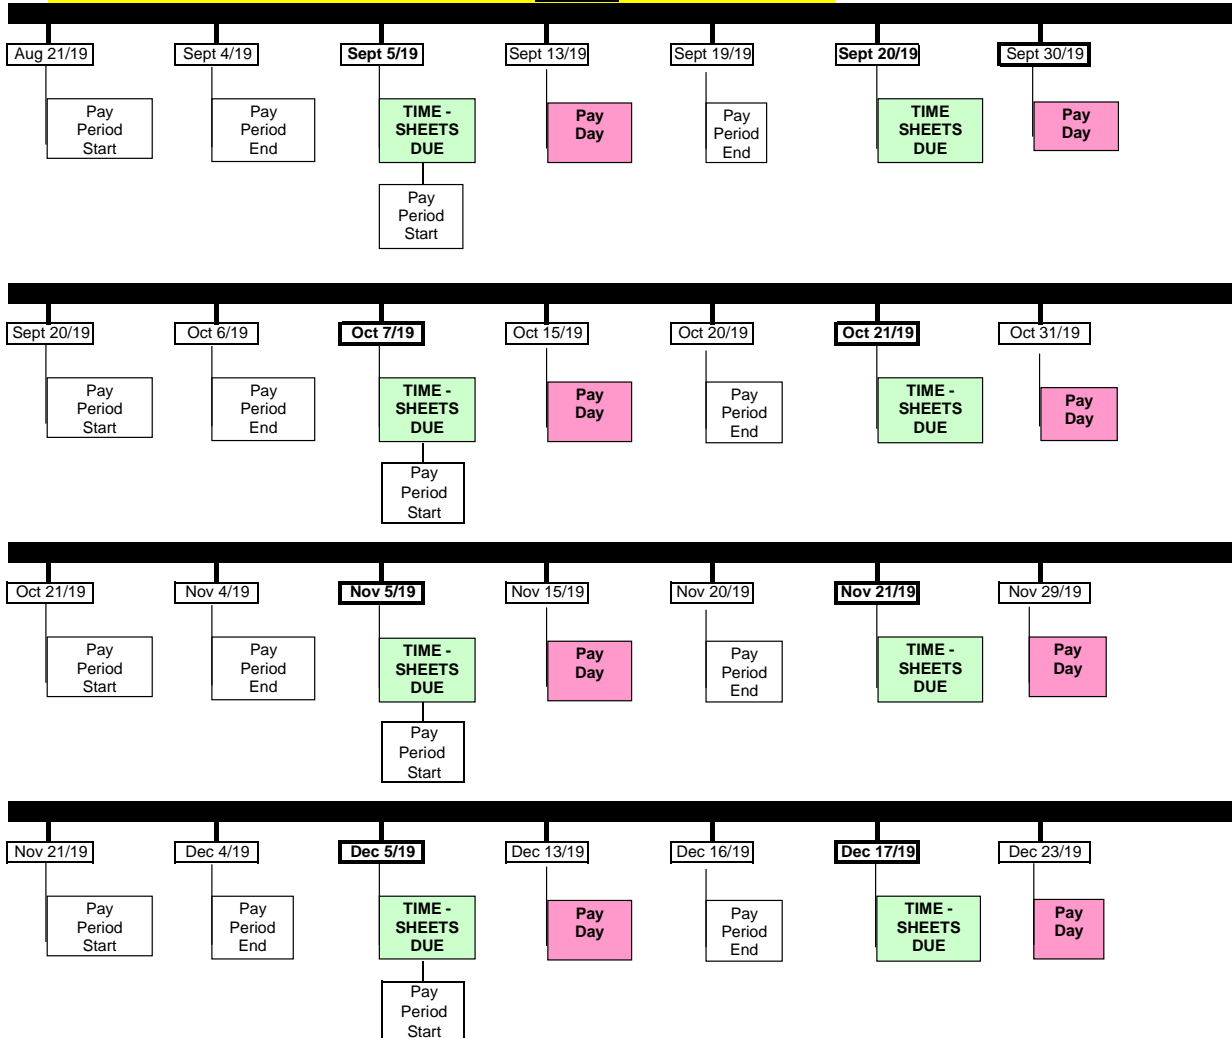 Aug 21/19
Sept 4/19
Sept 5/19
Sept 13/19
Sept 19/19
Sept 20/19
Sept 30/19
Pay
Period
Start
Pay
Period
End
TIME -
SHEETS
DUE
Pay
Day
Pay
Period
End
TIME
SHEETS
DUE
Pay
Day
Pay
Period
Start
Sept 20/19
Oct 6/19
Oct 7/19
Oct 15/19
Oct 20/19
Oct 21/19
Oct 31/19
Pay
Period
Start
Pay
Period
End
TIME -
SHEETS
DUE
Pay
Day
Pay
Period
End
TIME -
SHEETS
DUE
Pay
Day
Pay
Period
Start
Oct 21/19
Nov 4/19
Nov 5/19
Nov 15/19
Nov 20/19
Nov 21/19
Nov 29/19
Pay
Period
Start
Pay
Period
End
TIME -
SHEETS
DUE
Pay
Day
Pay
Period
End
TIME -
SHEETS
DUE
Pay
Day
Pay
Period
Start
Nov 21/19
Dec 4/19
Dec 5/19
Dec 13/19
Dec 16/19
Dec 17/19
Dec 23/19
Pay
Period
Start
Pay
Period
End
TIME -
SHEETS
DUE
Pay
Day
Pay
Period
End
TIME -
SHEETS
DUE
Pay
Day
Pay
Period
Start